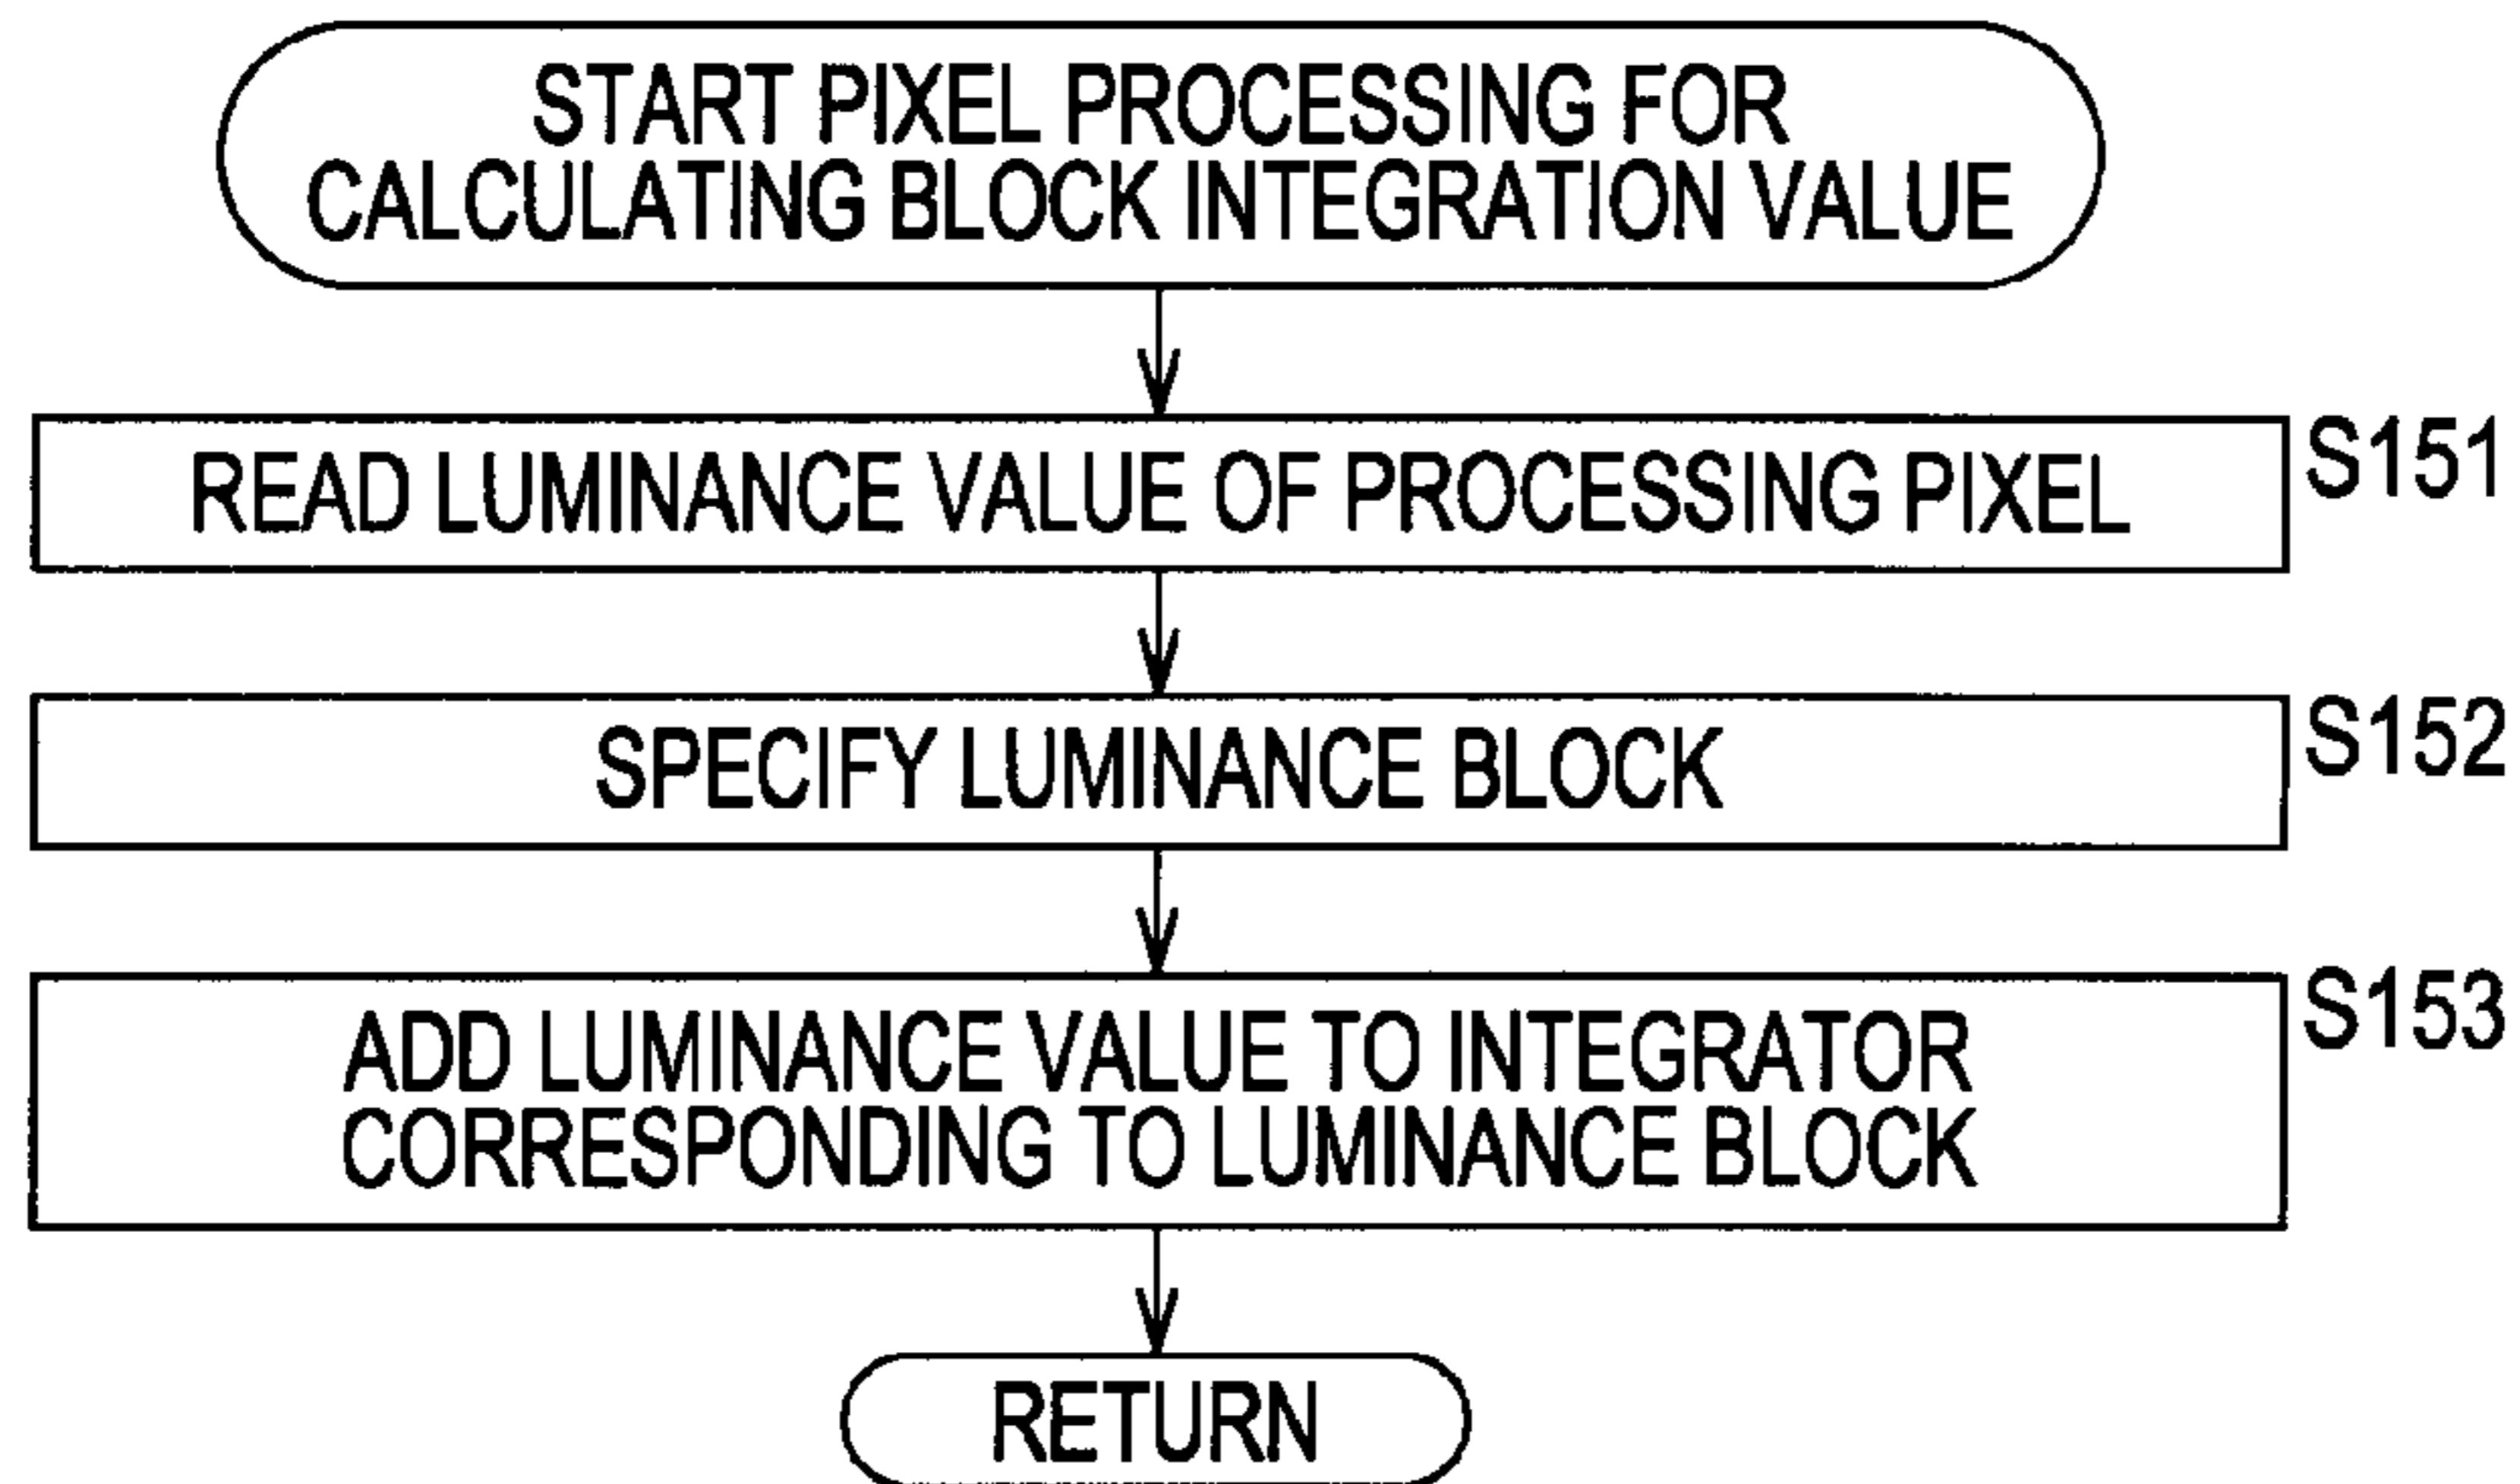 START PIXEL PROCESSING FOR
CALCULATING BLOCK INTEGRATION VALUE
READ LUMINANCE VALUE OF PROCESSING PIXEL
S151
SPECIFY LUMINANCE BLOCK
S152
ADD LUMINANCE VALUE TO INTEGRATOR
CORRESPONDING TO LUMINANCE BLOCK
S153
RETURN